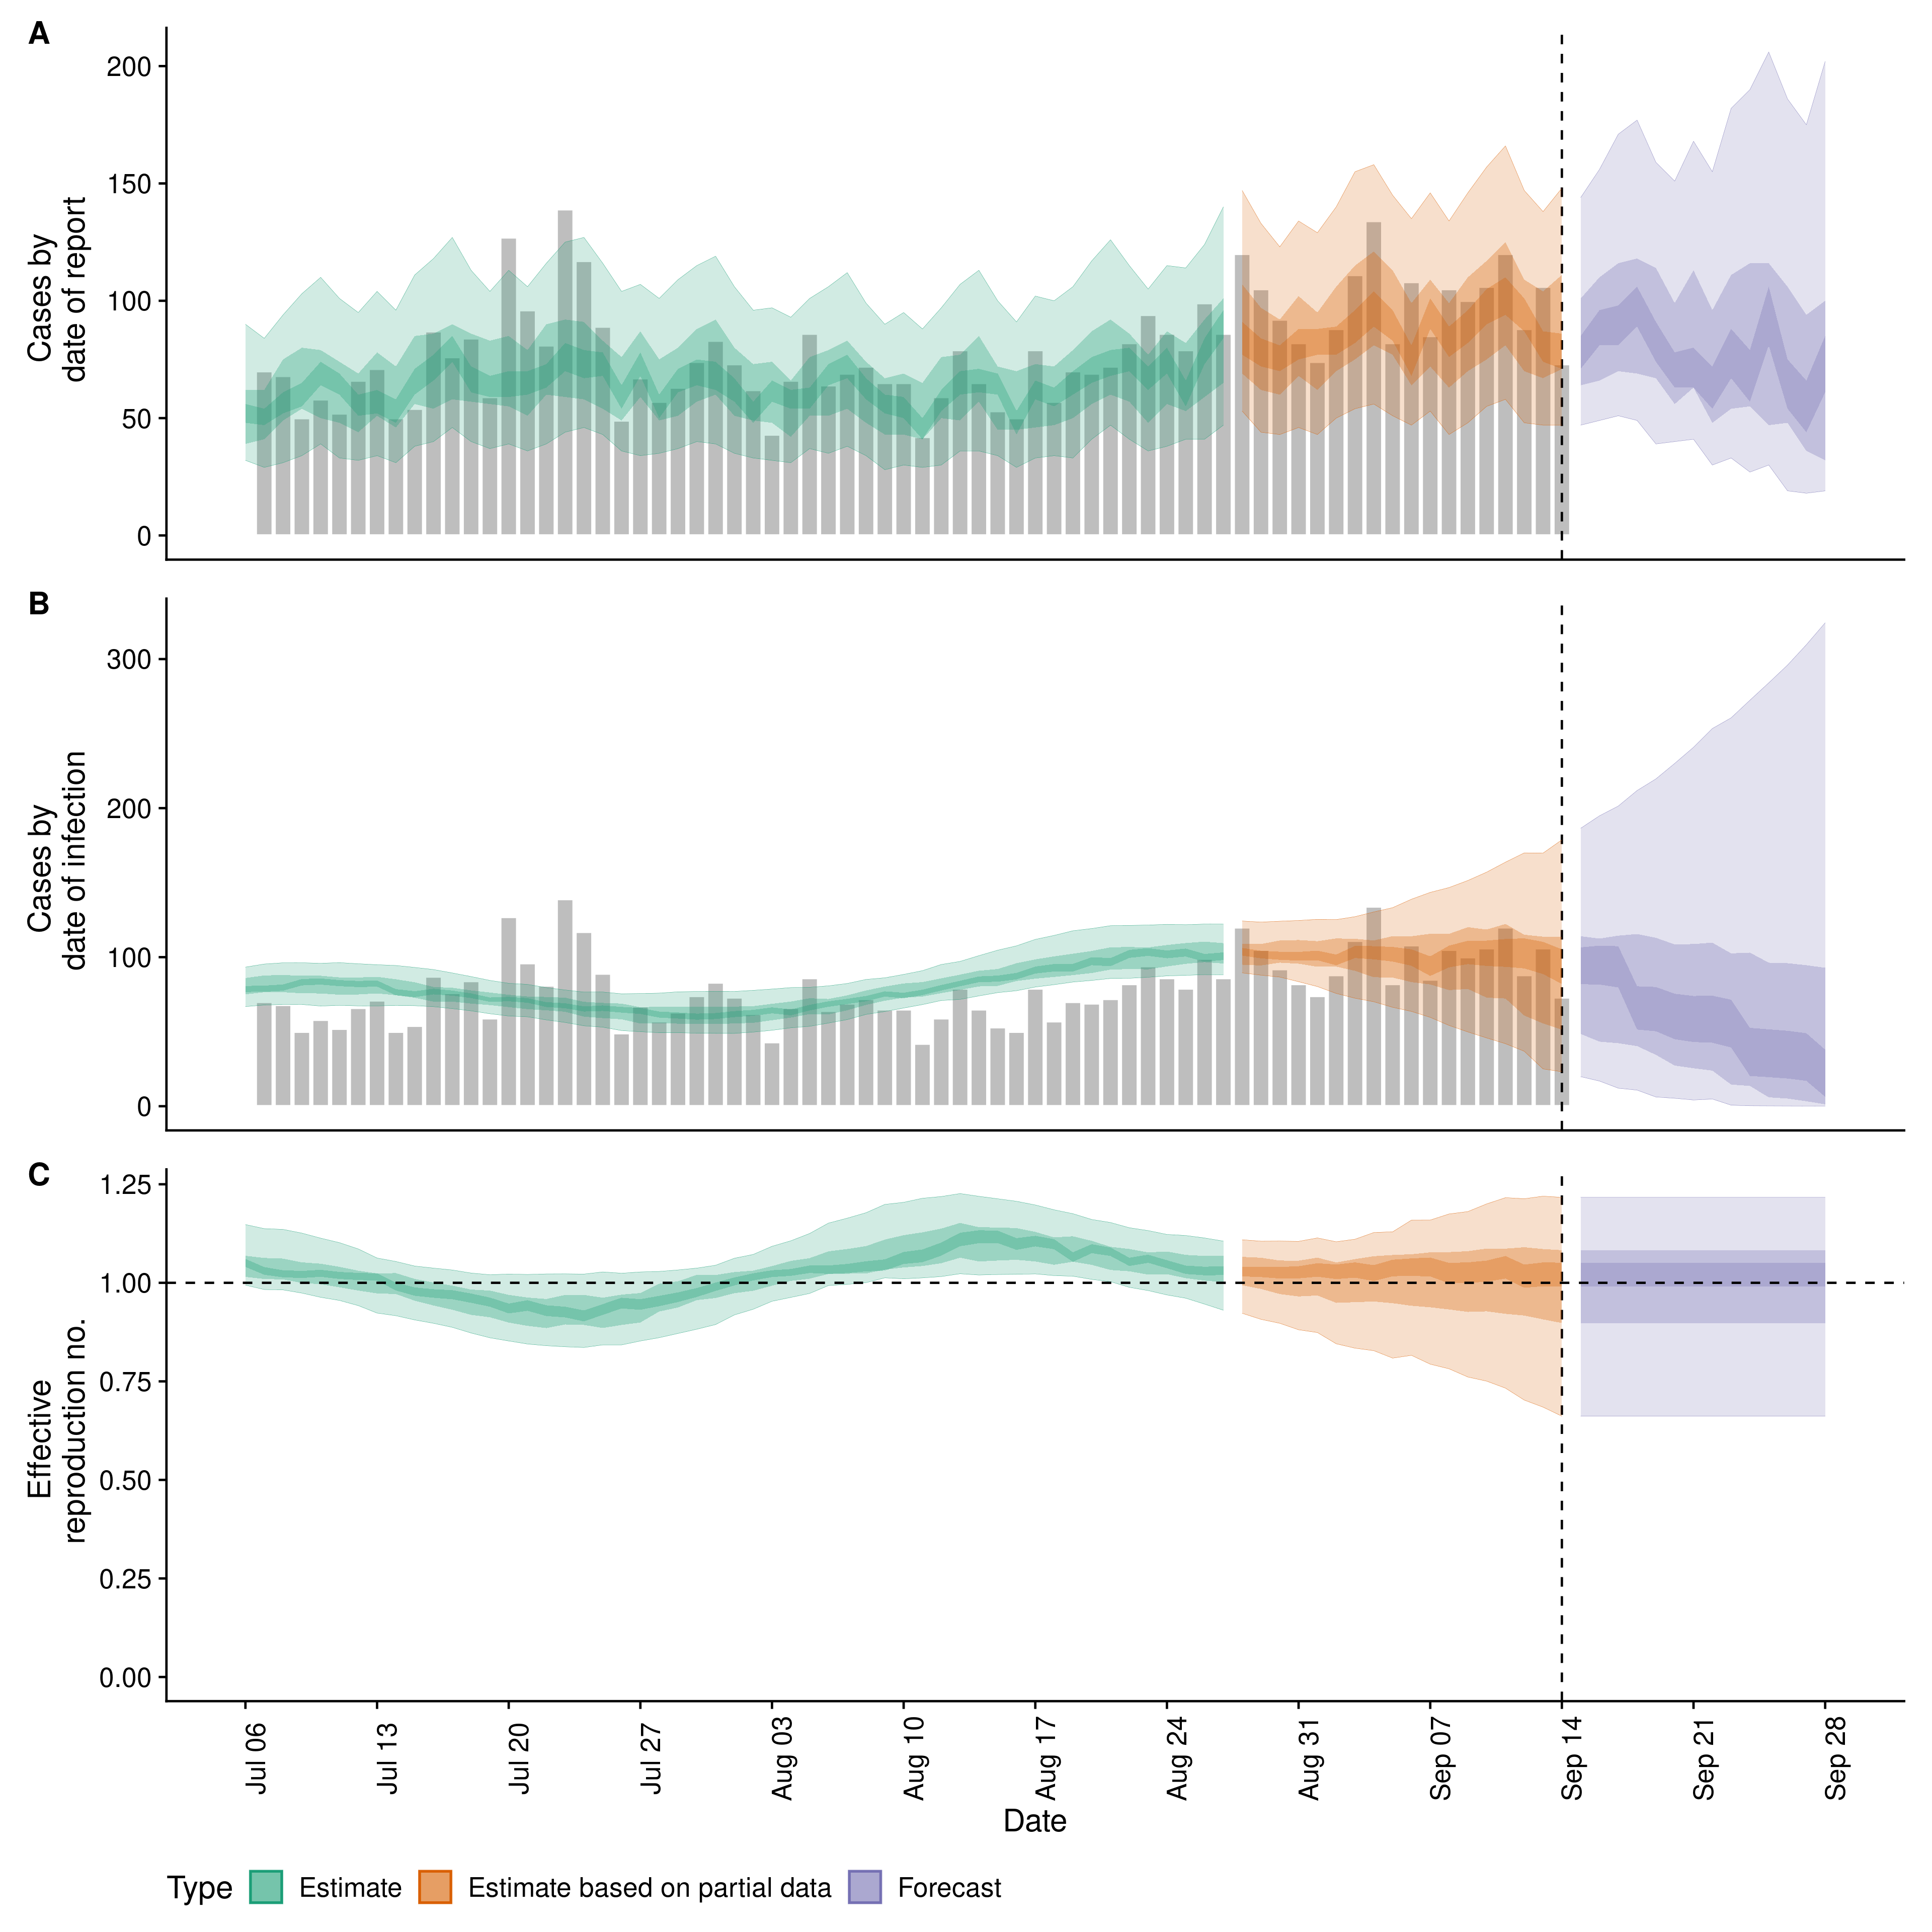 A
Cases by
date of report
200
150
100
50
0
B
Cases by
date of infection
300
200
100
0
C
Effective
reproduction no.
1.25
1.00
0.75
0.50
0.25
0.00
Jul 06
Jul 13
Jul 20
Jul 27
Aug 03
Aug 10
Aug 17
Aug 24
Aug 31
Sep 07
Sep 14
Sep 21
Sep 28
Date
Type Estimate Estimate based on partial data Forecast